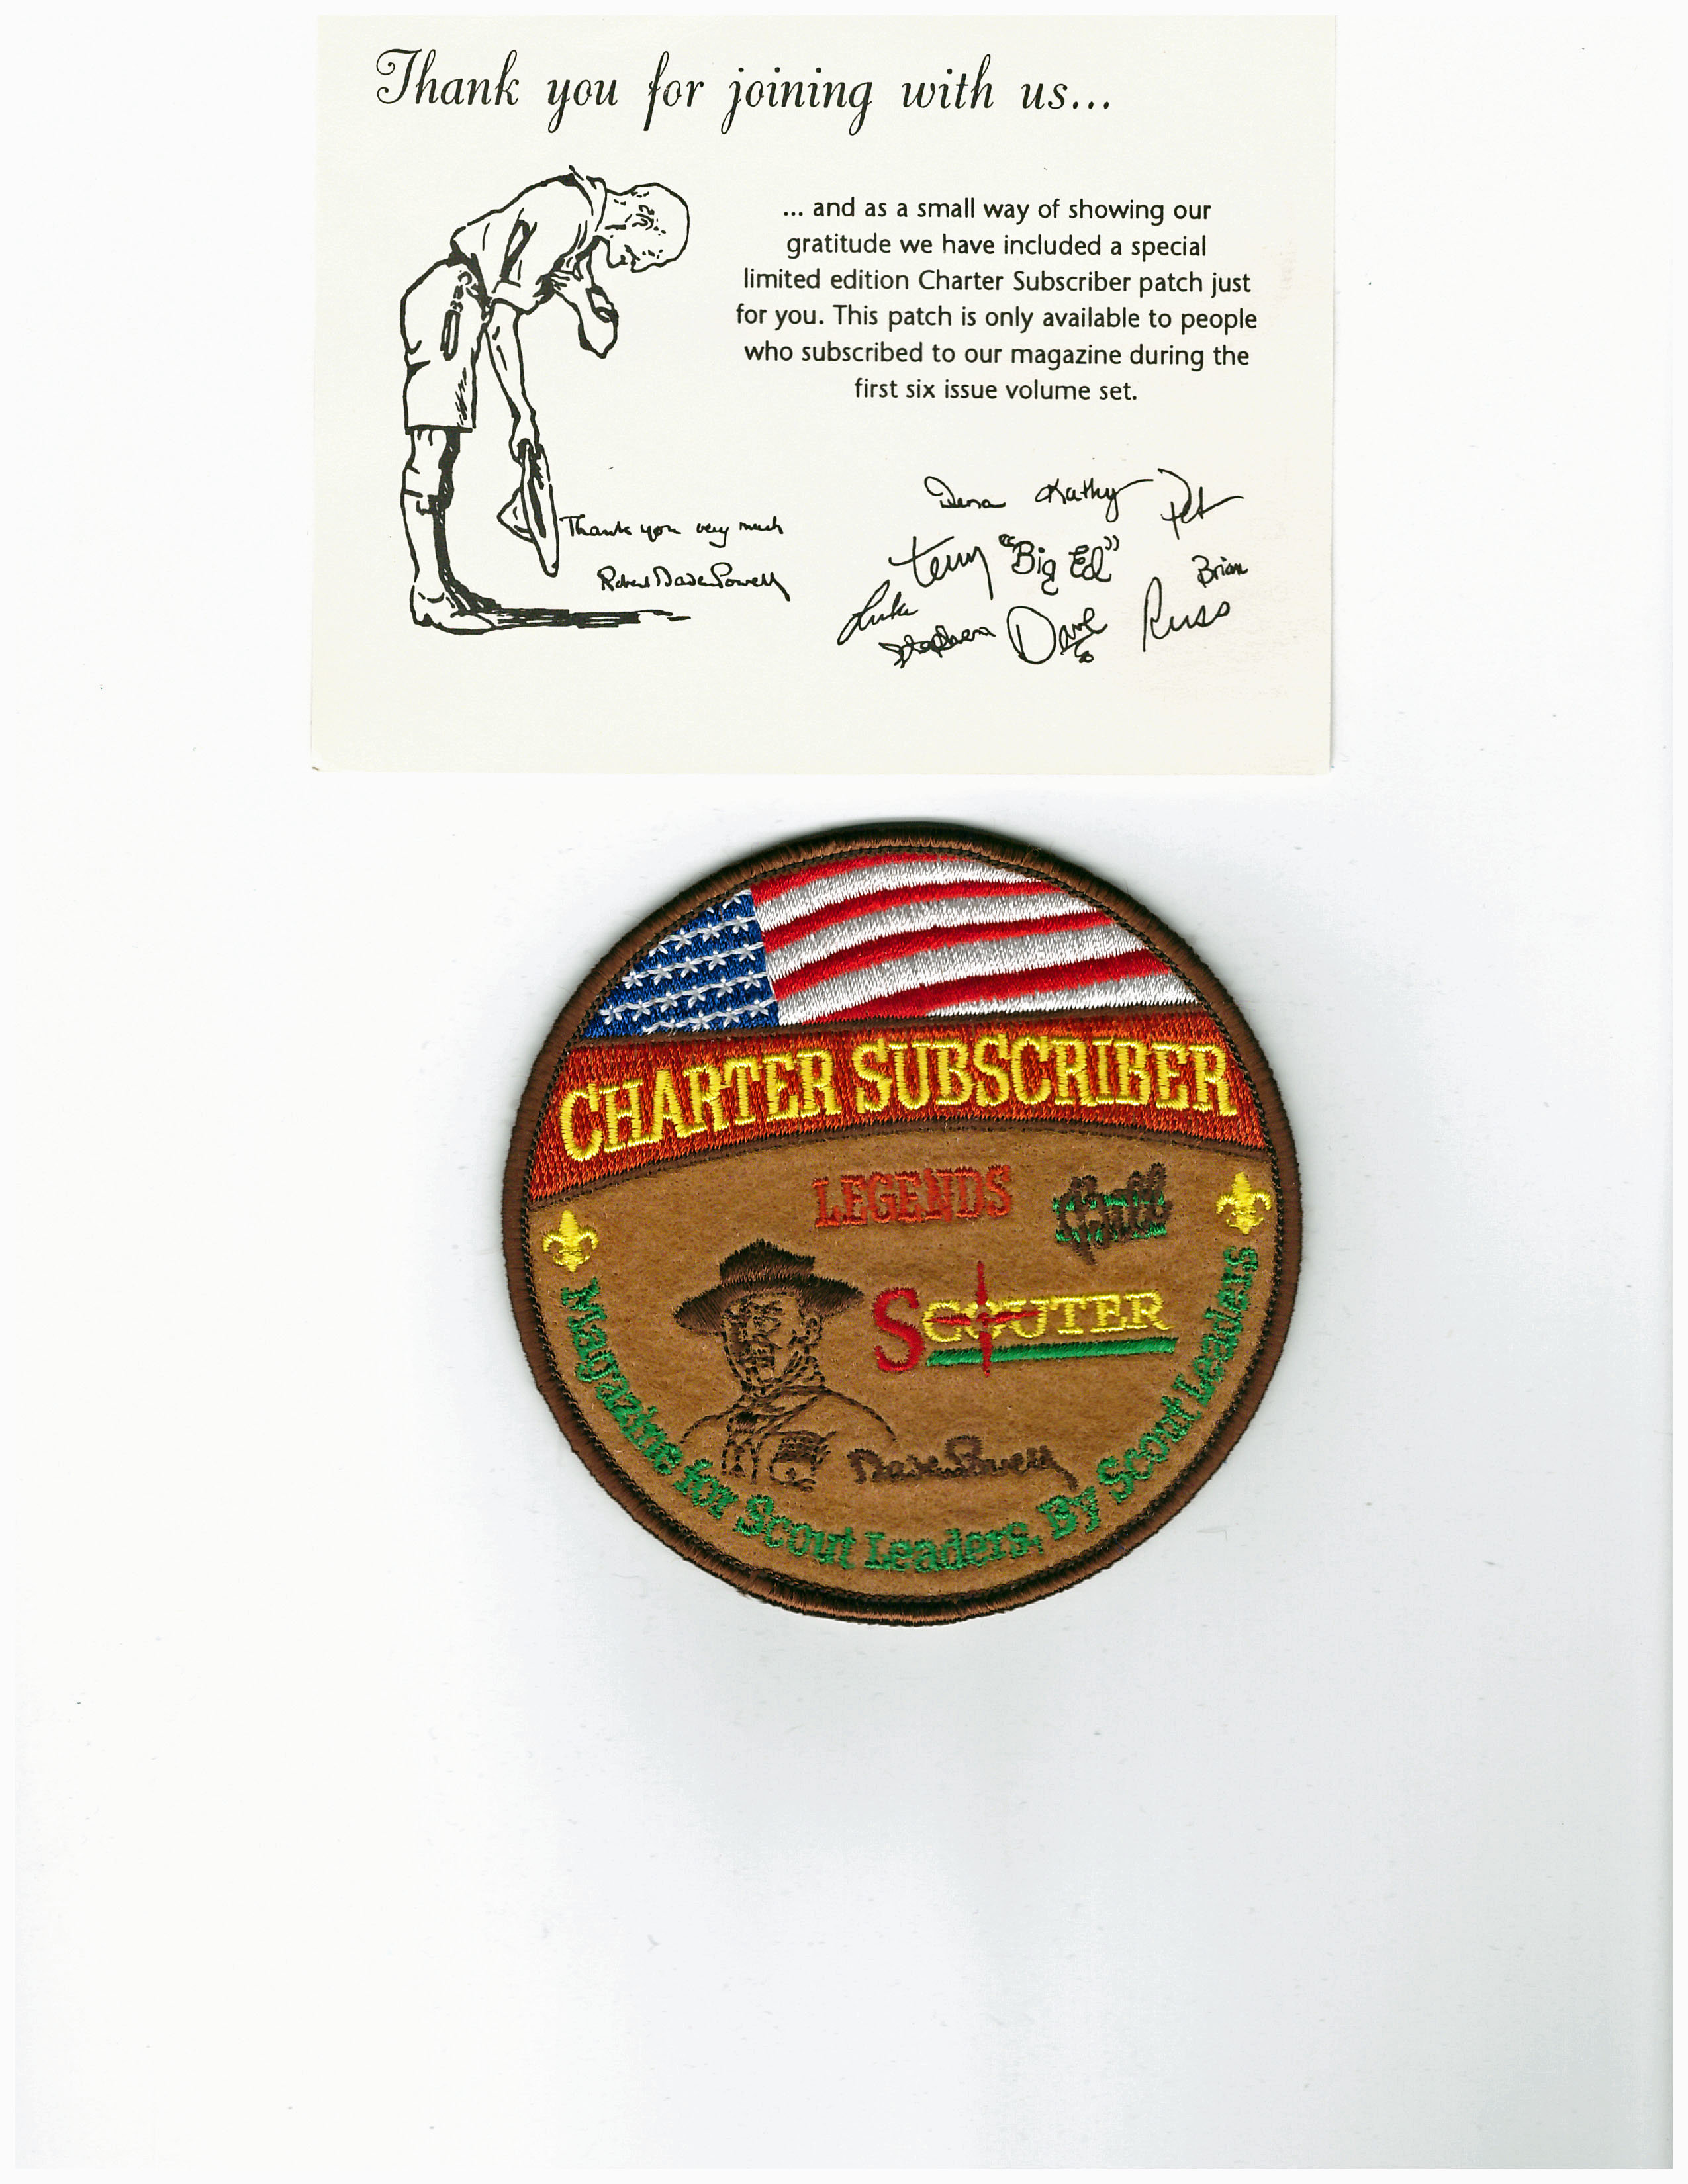 Thank you for joining with us...
... and as a small way of showing our
gratitude we have included a special
limited edition Charter Subscriber patch just
for you. This patch is only available to people
who subscribed to our magazine during the
first six issue volume set.
Thank you very much
Robert Baden Powell
Dena Kathy Pet
Terry "Big Ed" Brian
Luke Stephen Dave Russ
CHARTER SUBSCRIBER
LEGENDS
SCOUTER
Baden Powell
Magazine for Scout Leaders, By Scout Leaders